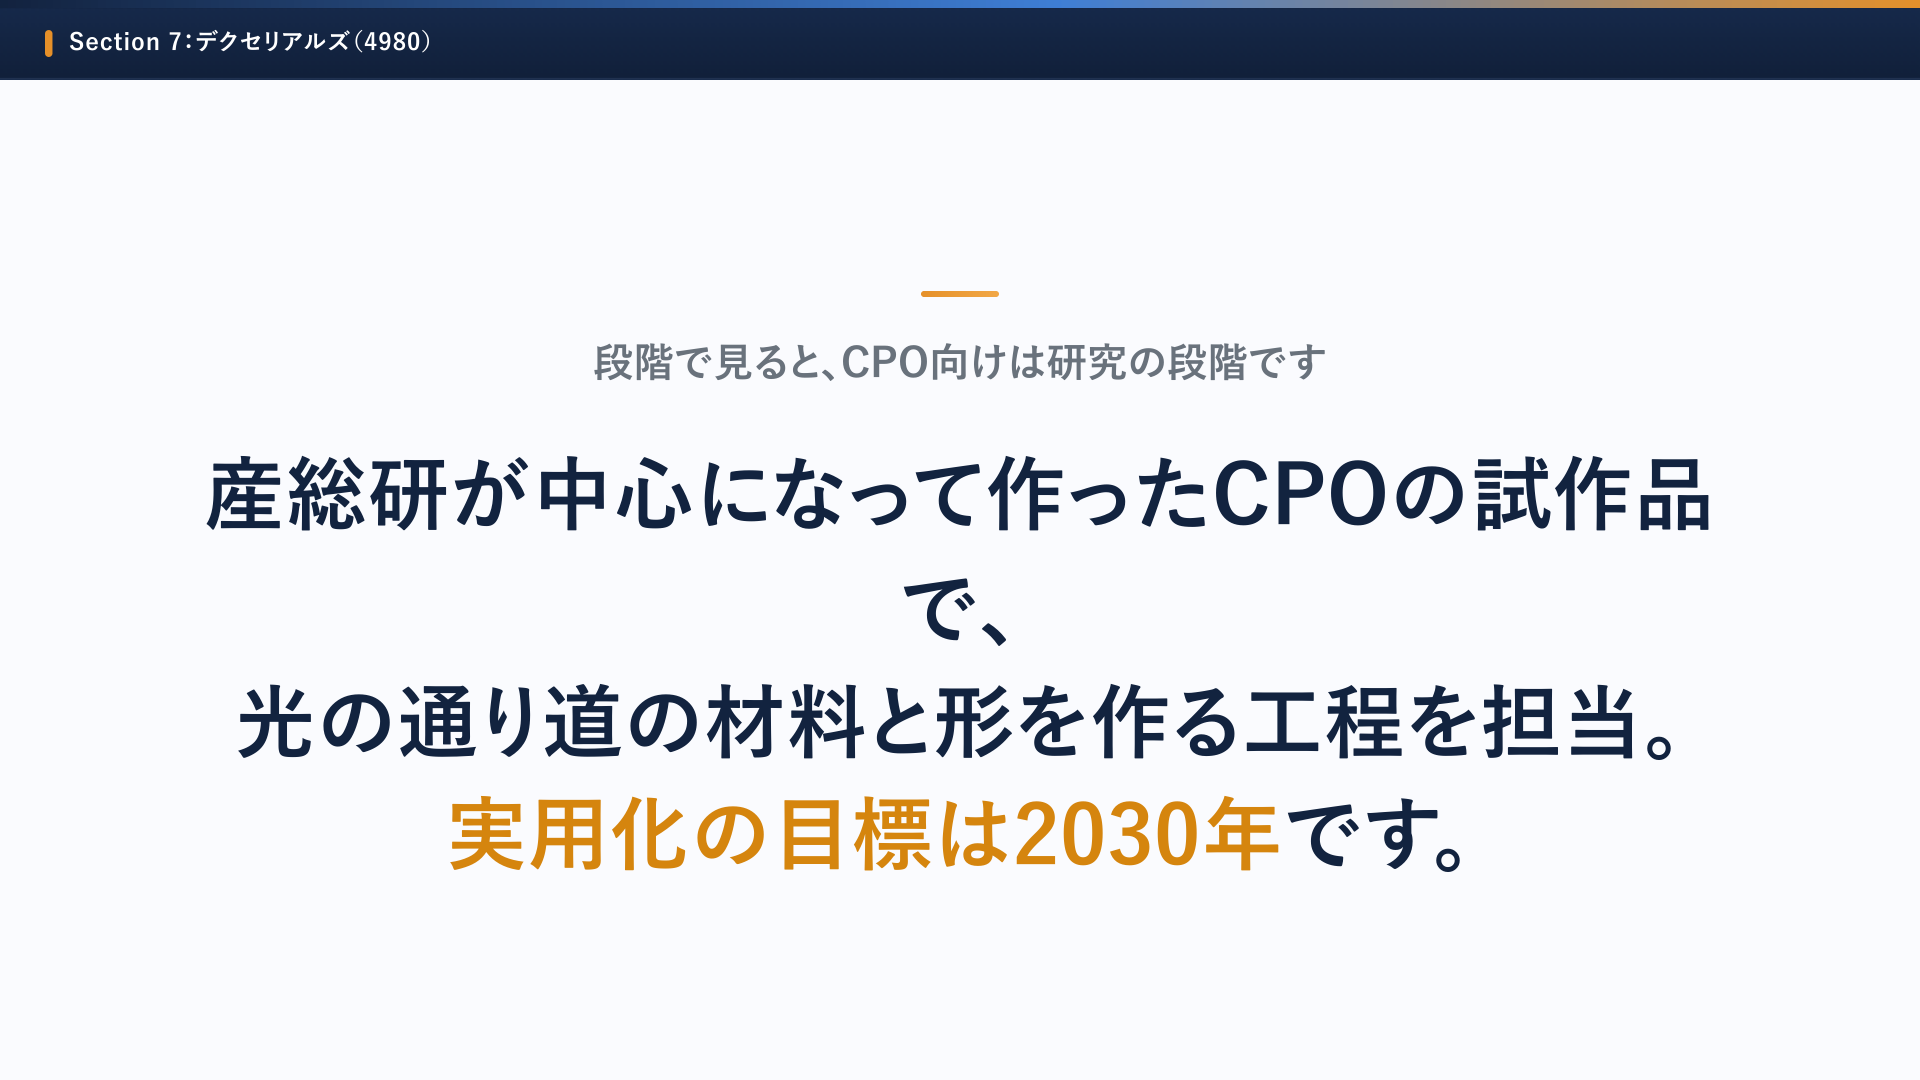 Section 7：デクセリアルズ（4980）
段階で見ると、CPO向けは研究の段階です
産総研が中心になって作ったCPOの試作品
で、
光の通り道の材料と形を作る工程を担当。
実用化の目標は2030年です。